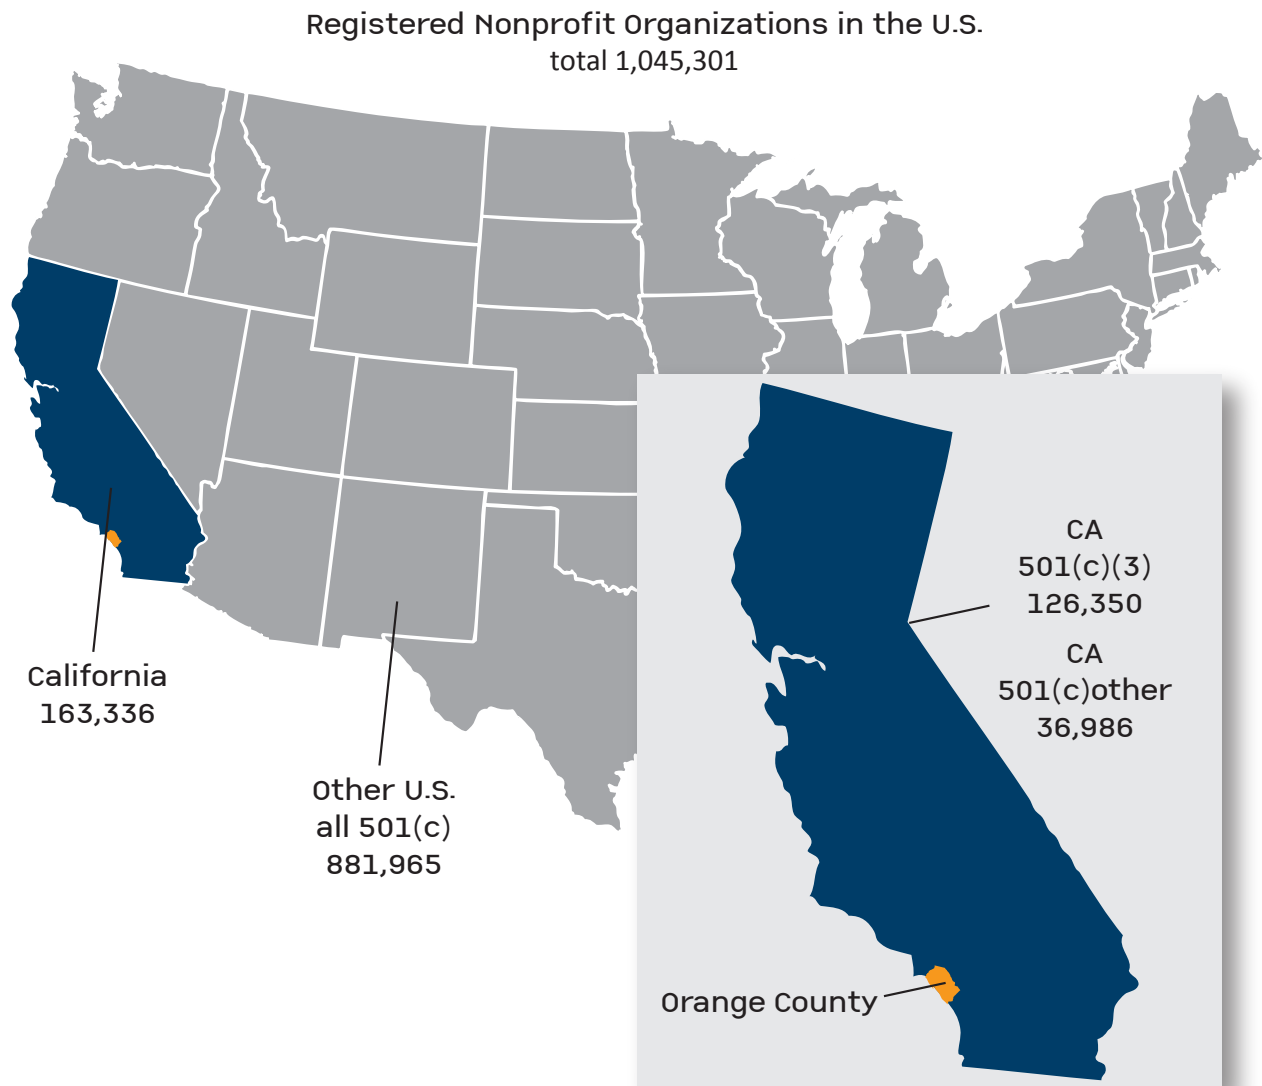 Registered Nonprofit Organizations in the U.S.
total 1,045,301
California
163,336
Other U.S.
all 501(c)
881,965
CA
501(c)(3)
126,350
CA
501(c)other
36,986
Orange County